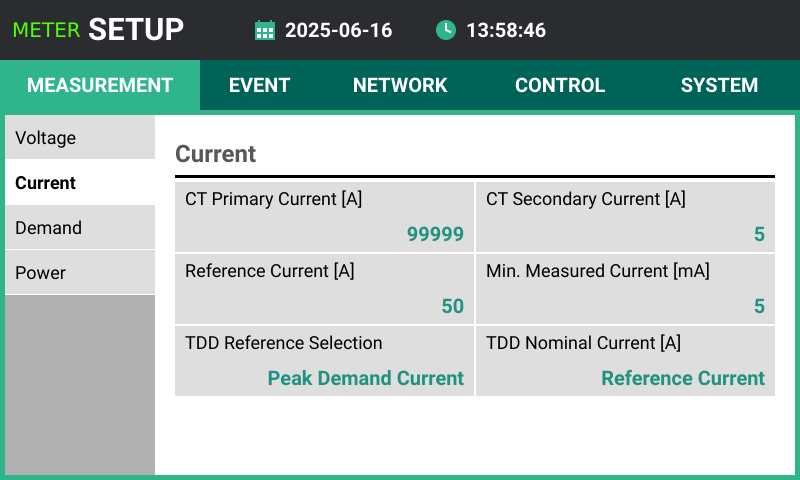 METER SETUP 2025-06-16 13:58:46
MEASUREMENT EVENT NETWORK CONTROL SYSTEM
Voltage
Current
Demand
Power
Current
CT Primary Current [A]
99999
CT Secondary Current [A]
5
Reference Current [A]
50
Min. Measured Current [mA]
5
TDD Reference Selection
Peak Demand Current
TDD Nominal Current [A]
Reference Current